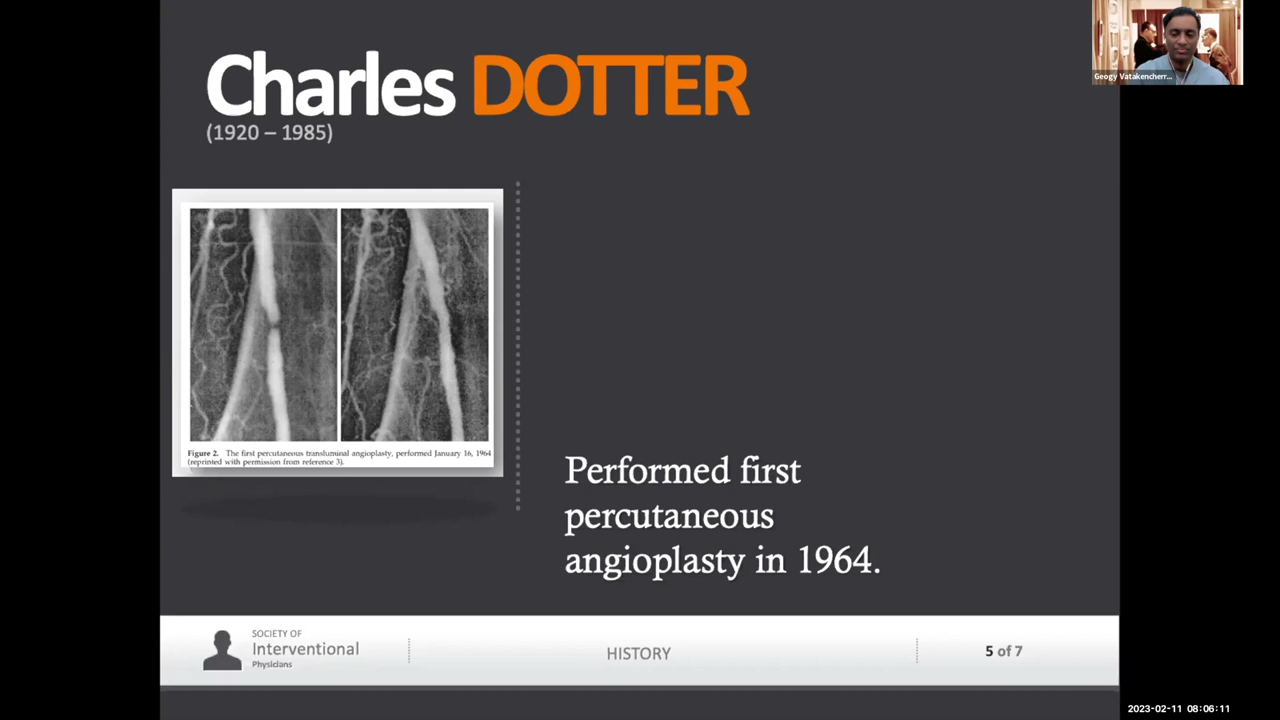 Charles DOTTER
(1920 – 1985)
Geogy Vatakencherr...
Figure 2. The first percutaneous transluminal angioplasty, performed January 16, 1964
(reprinted with permission from reference 3).
Performed first
percutaneous
angioplasty in 1964.
SOCIETY OF
Interventional
Physicians
HISTORY
5 of 7
2023-02-11 08:06:11